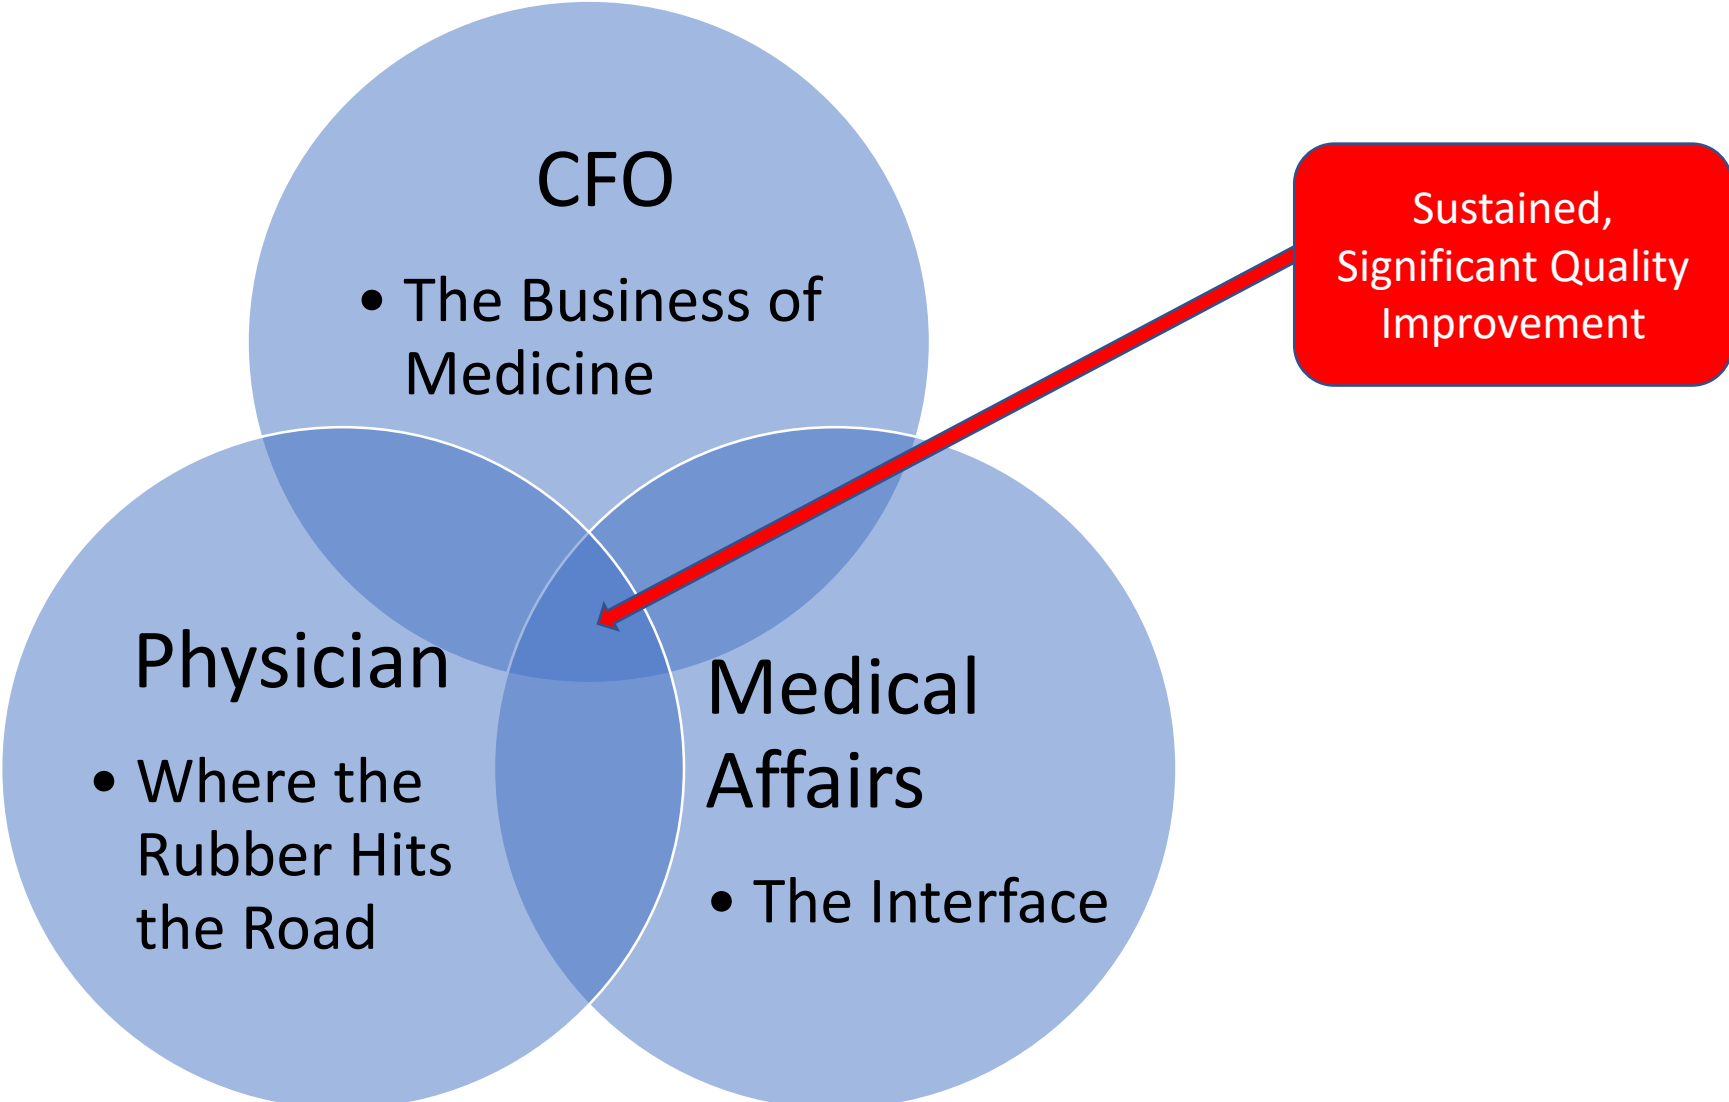 CFO
• The Business of
Medicine
Sustained,
Significant Quality
Improvement
Physician
• Where the
Rubber Hits
the Road
Medical
Affairs
• The Interface